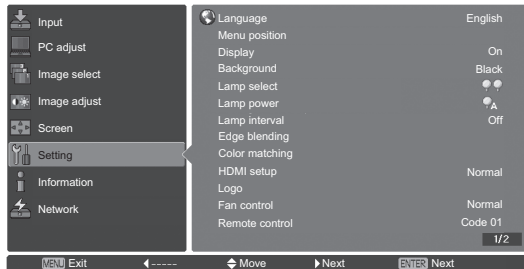 Input
PC adjust
Image select
Image adjust
Screen
Setting
Information
Network
Language English
Menu position
Display On
Background Black
Lamp select
Lamp power A
Lamp interval Off
Edge blending
Color matching
HDMI setup Normal
Logo
Fan control Normal
Remote control Code 01
1/2
MENU Exit ----- Move Next ENTER Next